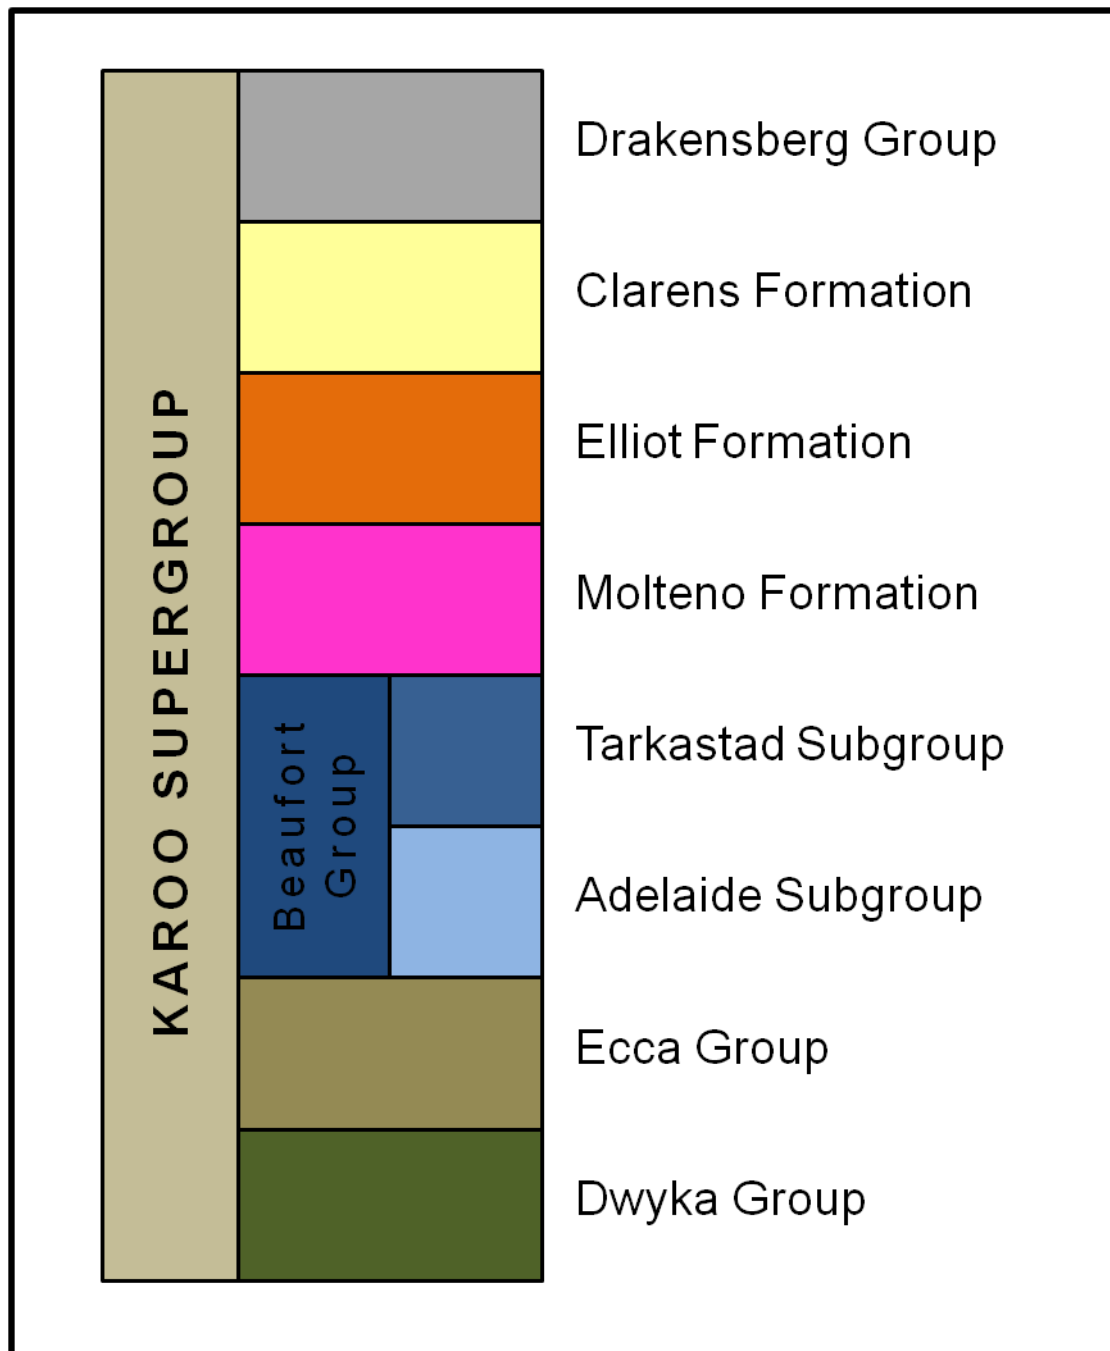 KAROO SUPERGROUP
Drakensberg Group
Clarens Formation
Elliot Formation
Molteno Formation
Beaufort
Group
Tarkastad Subgroup
Adelaide Subgroup
Ecca Group
Dwyka Group